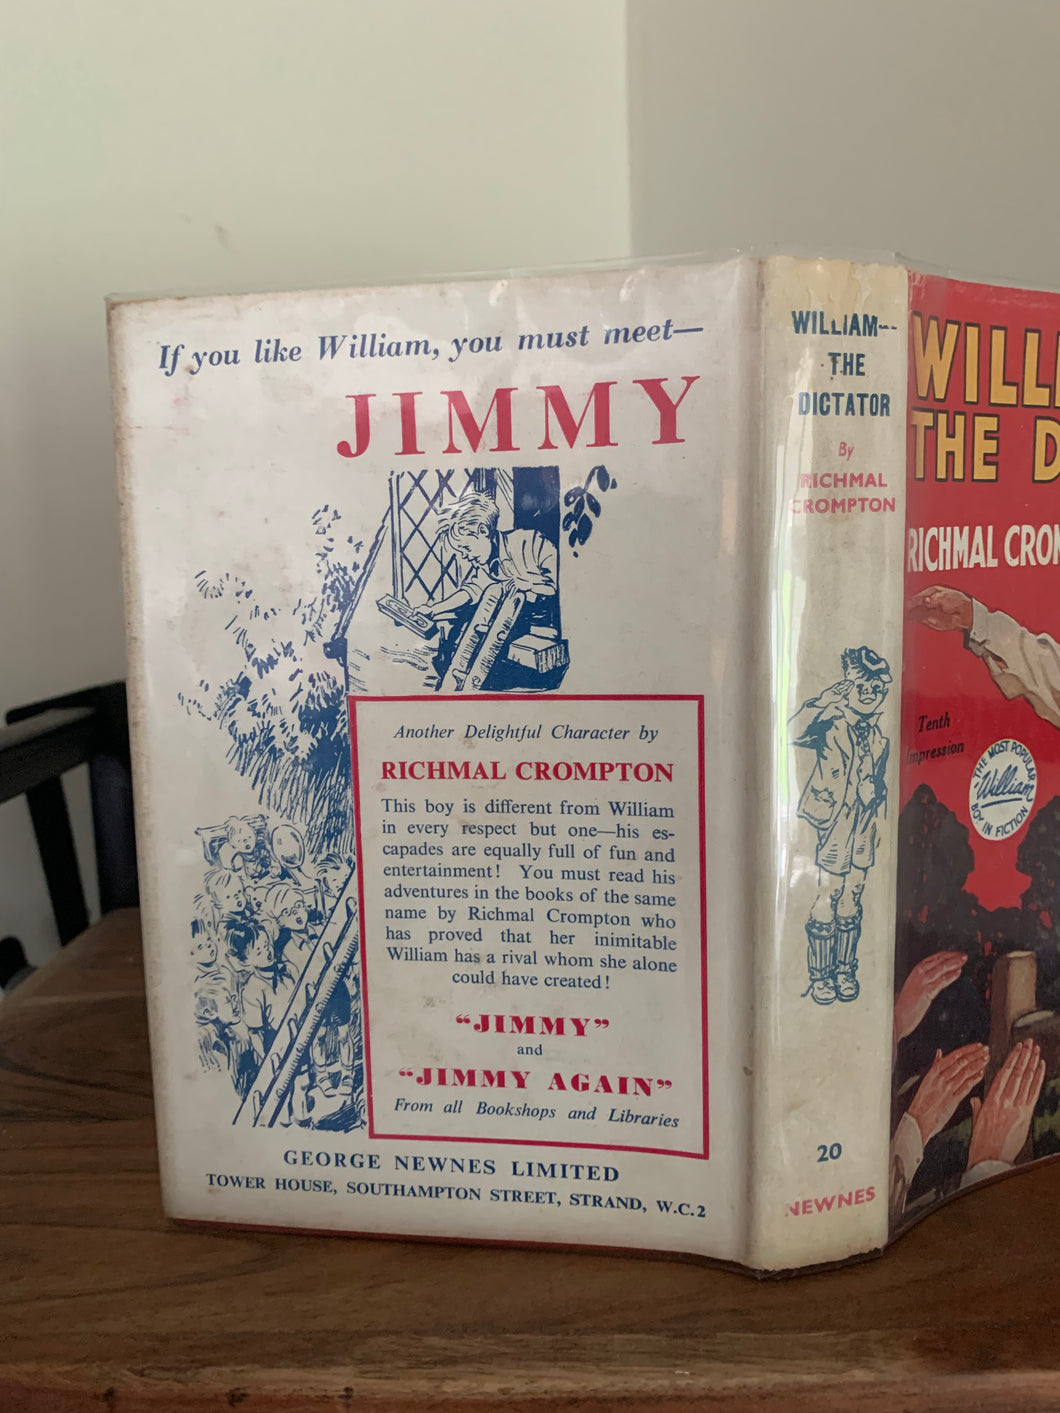 If you like William, you must meet—
JIMMY
Another Delightful Character by
RICHMAL CROMPTON
This boy is different from William
in every respect but one—his es-
capades are equally full of fun and
entertainment! You must read his
adventures in the books of the same
name by Richmal Crompton who
has proved that her inimitable
William has a rival whom she alone
could have created!
"JIMMY"
and
"JIMMY AGAIN"
From all Bookshops and Libraries
GEORGE NEWNES LIMITED
TOWER HOUSE, SOUTHAMPTON STREET, STRAND, W.C.2
WILLIAM—
THE
DICTATOR
By
RICHMAL
CROMPTON
20
NEWNES
WILLI
THE D
RICHMAL CROM
Tenth
Impression
THE MOST POPULAR
William
BOY IN FICTION